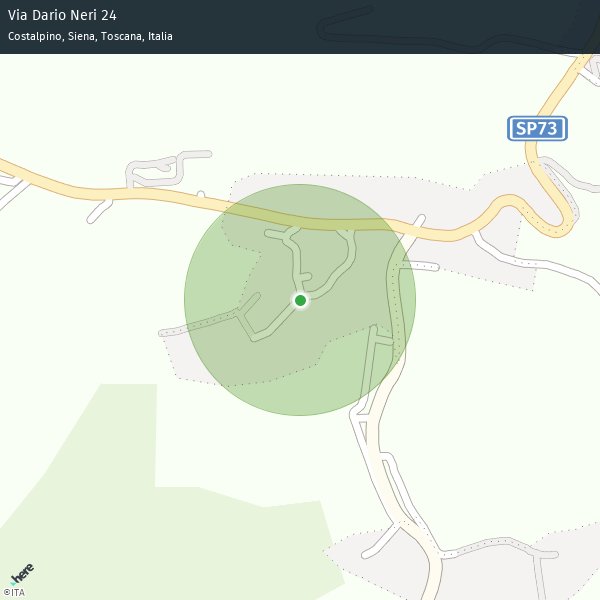 Via Dario Neri 24
Costalpino, Siena, Toscana, Italia
SP73
here
©ITA